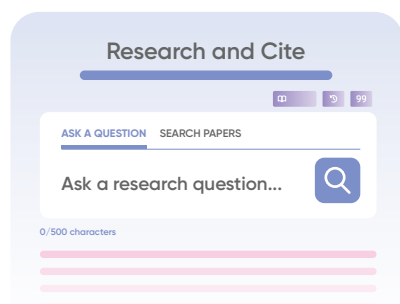 Research and Cite
99
ASK A QUESTION SEARCH PAPERS
Ask a research question...
0/500 characters